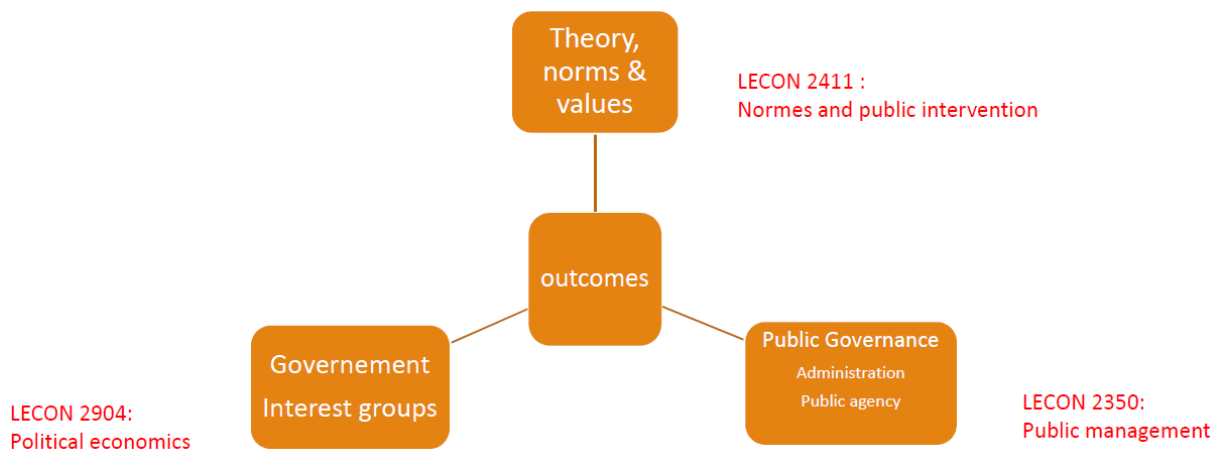 Theory,
norms &
values
LECON 2411 :
Normes and public intervention
outcomes
Governement
Interest groups
LECON 2904:
Political economics
Public Governance
Administration
Public agency
LECON 2350:
Public management